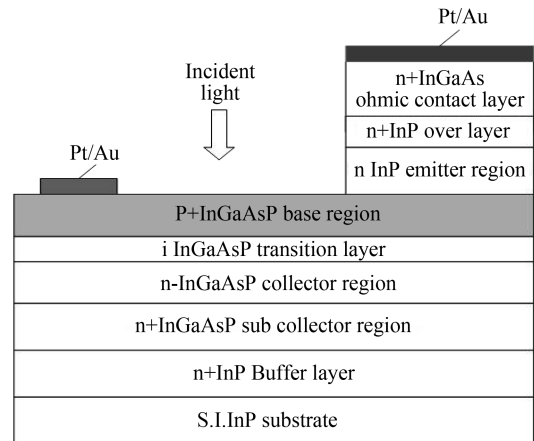 Pt/Au
Incident
light
n+InGaAs
ohmic contact layer
n+InP over layer
Pt/Au
n InP emitter region
P+InGaAsP base region
i InGaAsP transition layer
n-InGaAsP collector region
n+InGaAsP sub collector region
n+InP Buffer layer
S.I.InP substrate